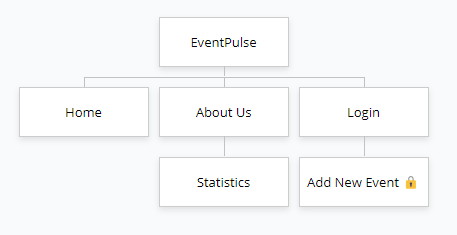 EventPulse
Home
About Us
Login
Statistics
Add New Event 🔒